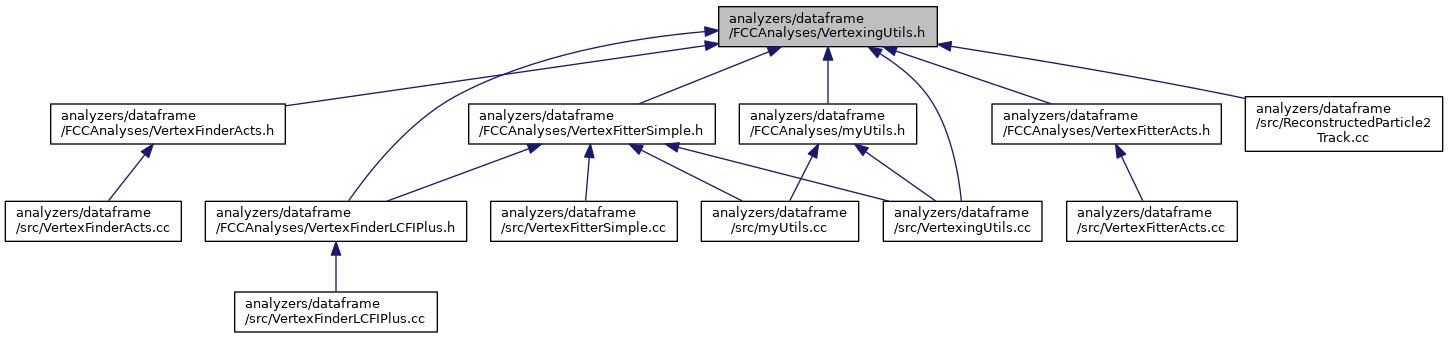 analyzers/dataframe
/FCCAnalyses/VertexingUtils.h
analyzers/dataframe
/FCCAnalyses/VertexFinderActs.h
analyzers/dataframe
/FCCAnalyses/VertexFitterSimple.h
analyzers/dataframe
/FCCAnalyses/myUtils.h
analyzers/dataframe
/FCCAnalyses/VertexFitterActs.h
analyzers/dataframe
/src/ReconstructedParticle2
Track.cc
analyzers/dataframe
/src/VertexFinderActs.cc
analyzers/dataframe
/FCCAnalyses/VertexFinderLCFIPlus.h
analyzers/dataframe
/src/VertexFitterSimple.cc
analyzers/dataframe
/src/myUtils.cc
analyzers/dataframe
/src/VertexingUtils.cc
analyzers/dataframe
/src/VertexFitterActs.cc
analyzers/dataframe
/src/VertexFinderLCFIPlus.cc